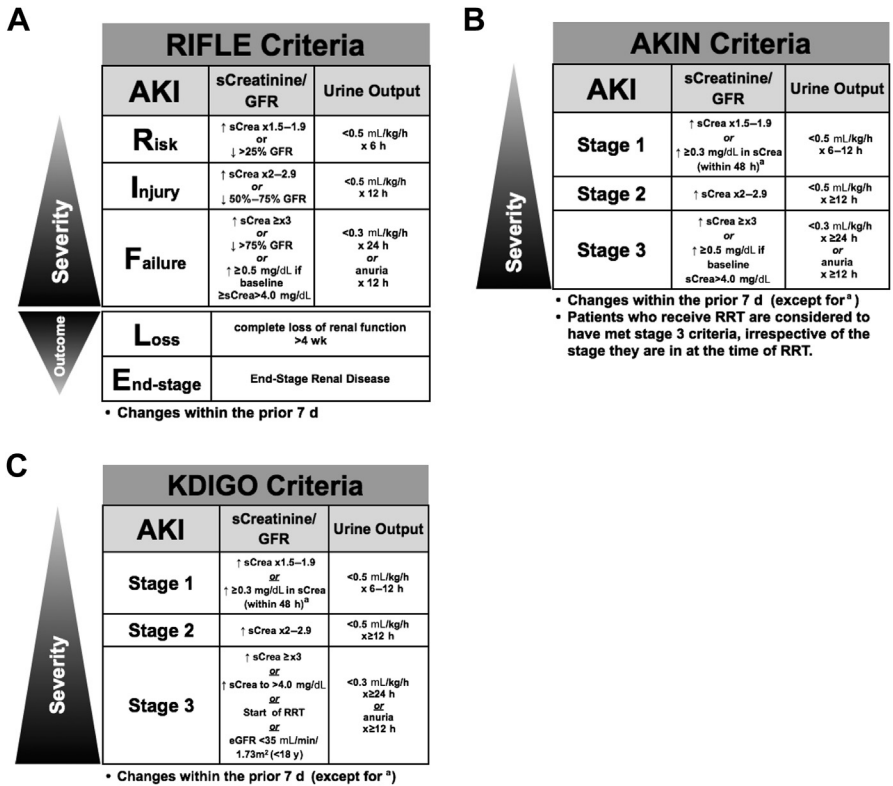 A
RIFLE Criteria
AKI
sCreatinine/
GFR
Urine Output
Risk
↑ sCrea x1.5–1.9
or
↓ >25% GFR
<0.5 mL/kg/h
x 6 h
Injury
↑ sCrea x2–2.9
or
↓ 50%–75% GFR
<0.5 mL/kg/h
x 12 h
Failure
↑ sCrea ≥x3
or
↓ >75% GFR
or
↑ ≥0.5 mg/dL if
baseline
≥sCrea>4.0 mg/dL
<0.3 mL/kg/h
x 24 h
or
anuria
x 12 h
Severity
Loss
complete loss of renal function
>4 wk
End-stage
End-Stage Renal Disease
Outcome
• Changes within the prior 7 d
B
AKIN Criteria
AKI
sCreatinine/
GFR
Urine Output
Stage 1
↑ sCrea x1.5–1.9
or
↑ ≥0.3 mg/dL in sCrea
(within 48 h)a
<0.5 mL/kg/h
x 6–12 h
Stage 2
↑ sCrea x2–2.9
<0.5 mL/kg/h
x ≥12 h
Stage 3
↑ sCrea ≥x3
or
↑ ≥0.5 mg/dL if
baseline
sCrea>4.0 mg/dL
<0.3 mL/kg/h
x ≥24 h
or
anuria
x ≥12 h
Severity
• Changes within the prior 7 d (except for a)
• Patients who receive RRT are considered to
have met stage 3 criteria, irrespective of the
stage they are in at the time of RRT.
C
KDIGO Criteria
AKI
sCreatinine/
GFR
Urine Output
Stage 1
↑ sCrea x1.5–1.9
or
↑ ≥0.3 mg/dL in sCrea
(within 48 h)a
<0.5 mL/kg/h
x 6–12 h
Stage 2
↑ sCrea x2–2.9
<0.5 mL/kg/h
x≥12 h
Stage 3
↑ sCrea ≥x3
or
↑ sCrea to >4.0 mg/dL
or
Start of RRT
or
eGFR <35 mL/min/
1.73m2 (<18 y)
<0.3 mL/kg/h
x≥24 h
or
anuria
x≥12 h
Severity
• Changes within the prior 7 d (except for a)